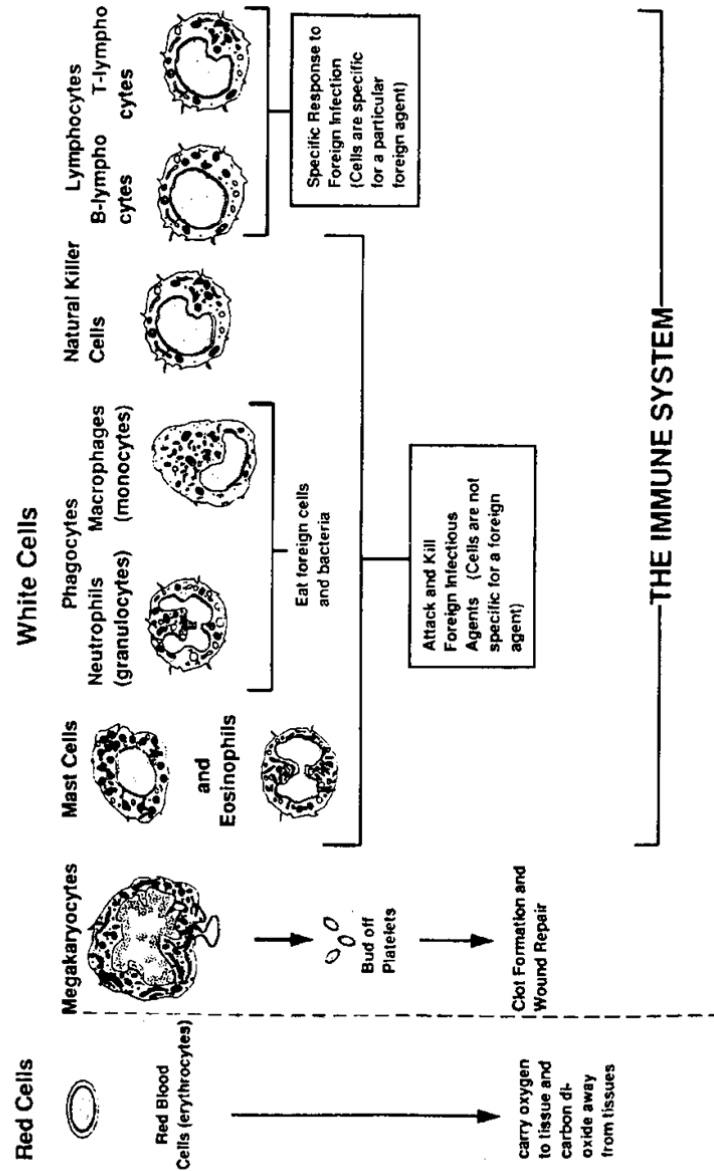 Red Cells
White Cells
Red Blood
Cells (erythrocytes)
carry oxygen
to tissue and
carbon di-
oxide away
from tissues
Megakaryocytes
Bud off
Platelets
Clot Formation and
Wound Repair
Mast Cells
and
Eosinophils
Phagocytes
Neutrophils
(granulocytes)
Macrophages
(monocytes)
Eat foreign cells
and bacteria
Natural Killer
Cells
Attack and Kill
Foreign Infectious
Agents (Cells are not
specific for a foreign
agent)
Lymphocytes
B-lympho
cytes
T-lympho
cytes
Specific Response to
Foreign Infection
(Cells are specific
for a particular
foreign agent)
THE IMMUNE SYSTEM